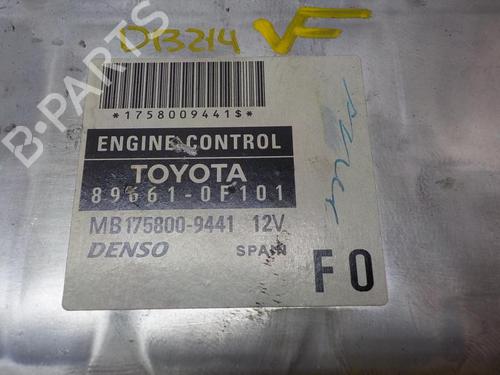 DB214 VF
*1758009441$*
ENGINE CONTROL
TOYOTA
89661-0F101
MB175800-9441 12V
DENSO SPAIN
F0
B-PARTS